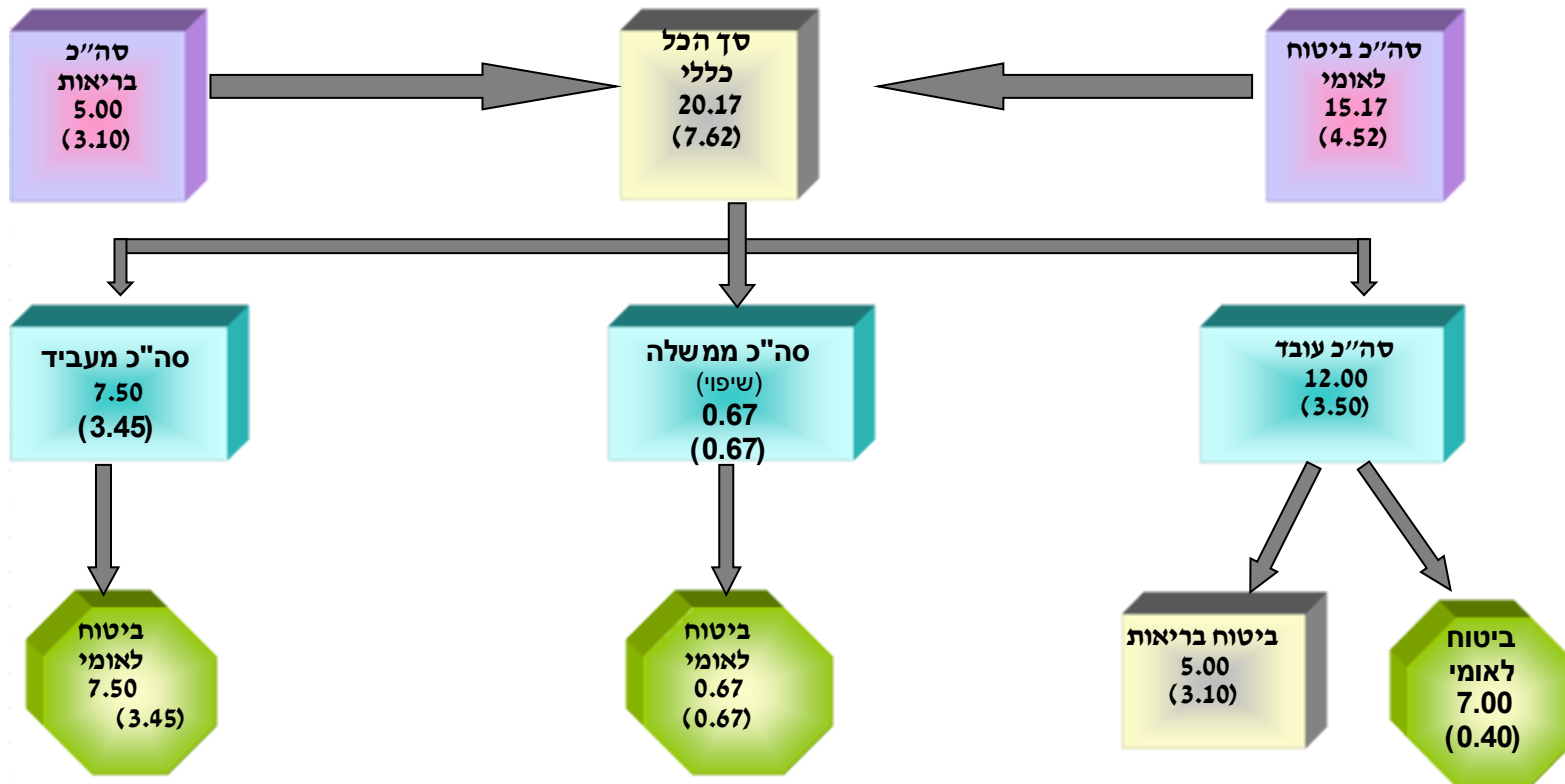 סה״כ ביטוח
לאומי
15.17
(4.52)
סך הכל
כללי
20.17
(7.62)
סה״כ
בריאות
5.00
(3.10)
סה״כ עובד
12.00
(3.50)
סה"כ ממשלה
(שיפוי)
0.67
(0.67)
סה"כ מעביד
7.50
(3.45)
ביטוח
לאומי
7.00
(0.40)
ביטוח בריאות
5.00
(3.10)
ביטוח
לאומי
0.67
(0.67)
ביטוח
לאומי
7.50
(3.45)